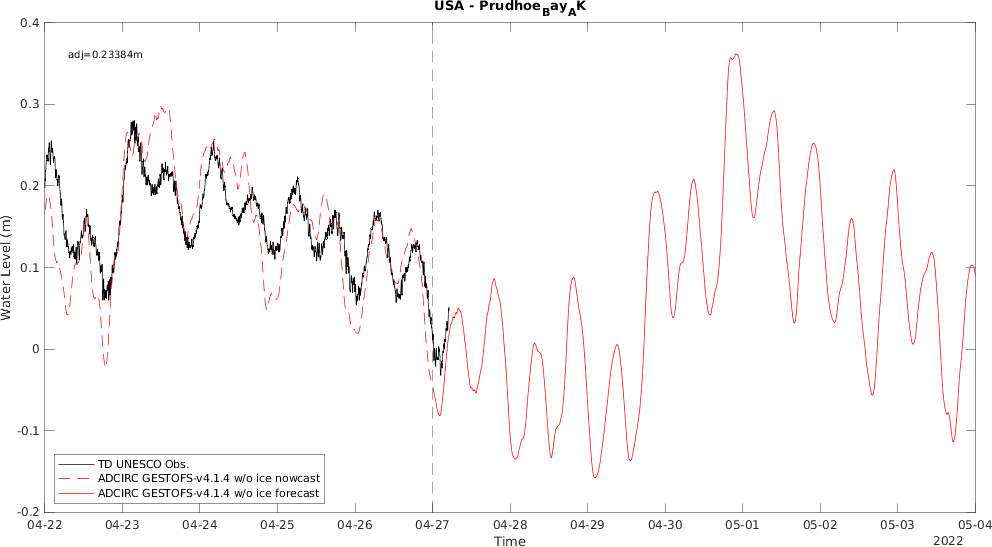 USA - Prudhoe_Bay_AK
adj=0.23384m
0.4
0.3
0.2
0.1
0
-0.1
-0.2
Water Level (m)
TD UNESCO Obs.
ADCIRC GESTOFS-v4.1.4 w/o ice nowcast
ADCIRC GESTOFS-v4.1.4 w/o ice forecast
04-22 04-23 04-24 04-25 04-26 04-27 04-28 04-29 04-30 05-01 05-02 05-03 05-04
Time
2022